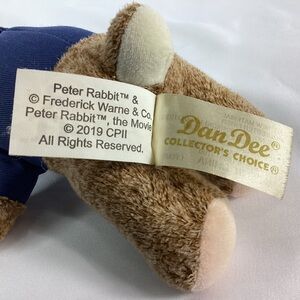 Peter Rabbit™ &
© Frederick Warne & Co.
Peter Rabbit™, the Movie
© 2019 CPII
All Rights Reserved.
Dan Dee
COLLECTOR'S CHOICE®